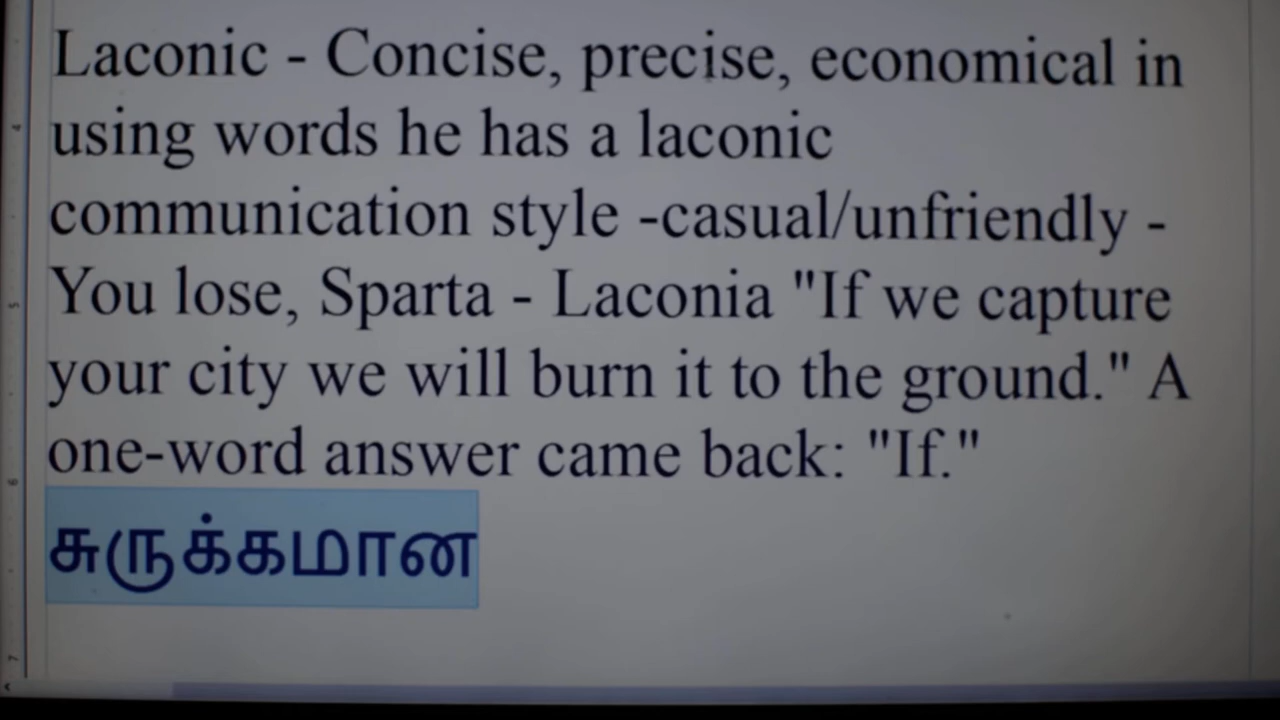 Laconic - Concise, precise, economical in
using words he has a laconic
communication style -casual/unfriendly -
You lose, Sparta - Laconia "If we capture
your city we will burn it to the ground." A
one-word answer came back: "If."
சுருக்கமான